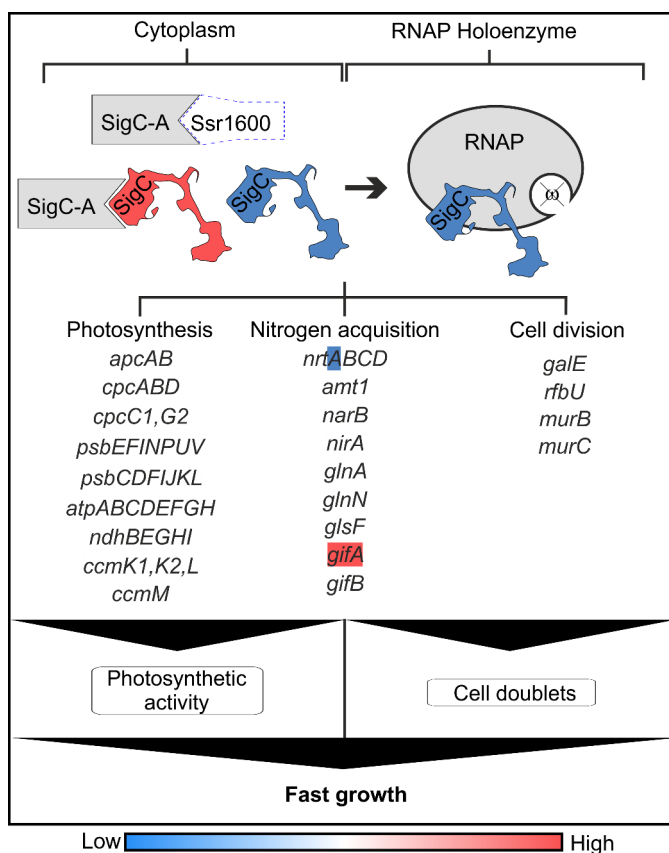 Cytoplasm
RNAP Holoenzyme
SigC-A
Ssr1600
RNAP
SigC-A
SigC
SigC
SigC
ω
Photosynthesis
apcAB
cpcABD
cpcC1,G2
psbEFINPUV
psbCDFIJKL
atpABCDEFGH
ndhBEGHI
ccmK1,K2,L
ccmM
Nitrogen acquisition
nrtABCD
amt1
narB
nirA
glnA
glnN
glsF
gifA
gifB
Cell division
galE
rfbU
murB
murC
Photosynthetic
activity
Cell doublets
Fast growth
Low
High